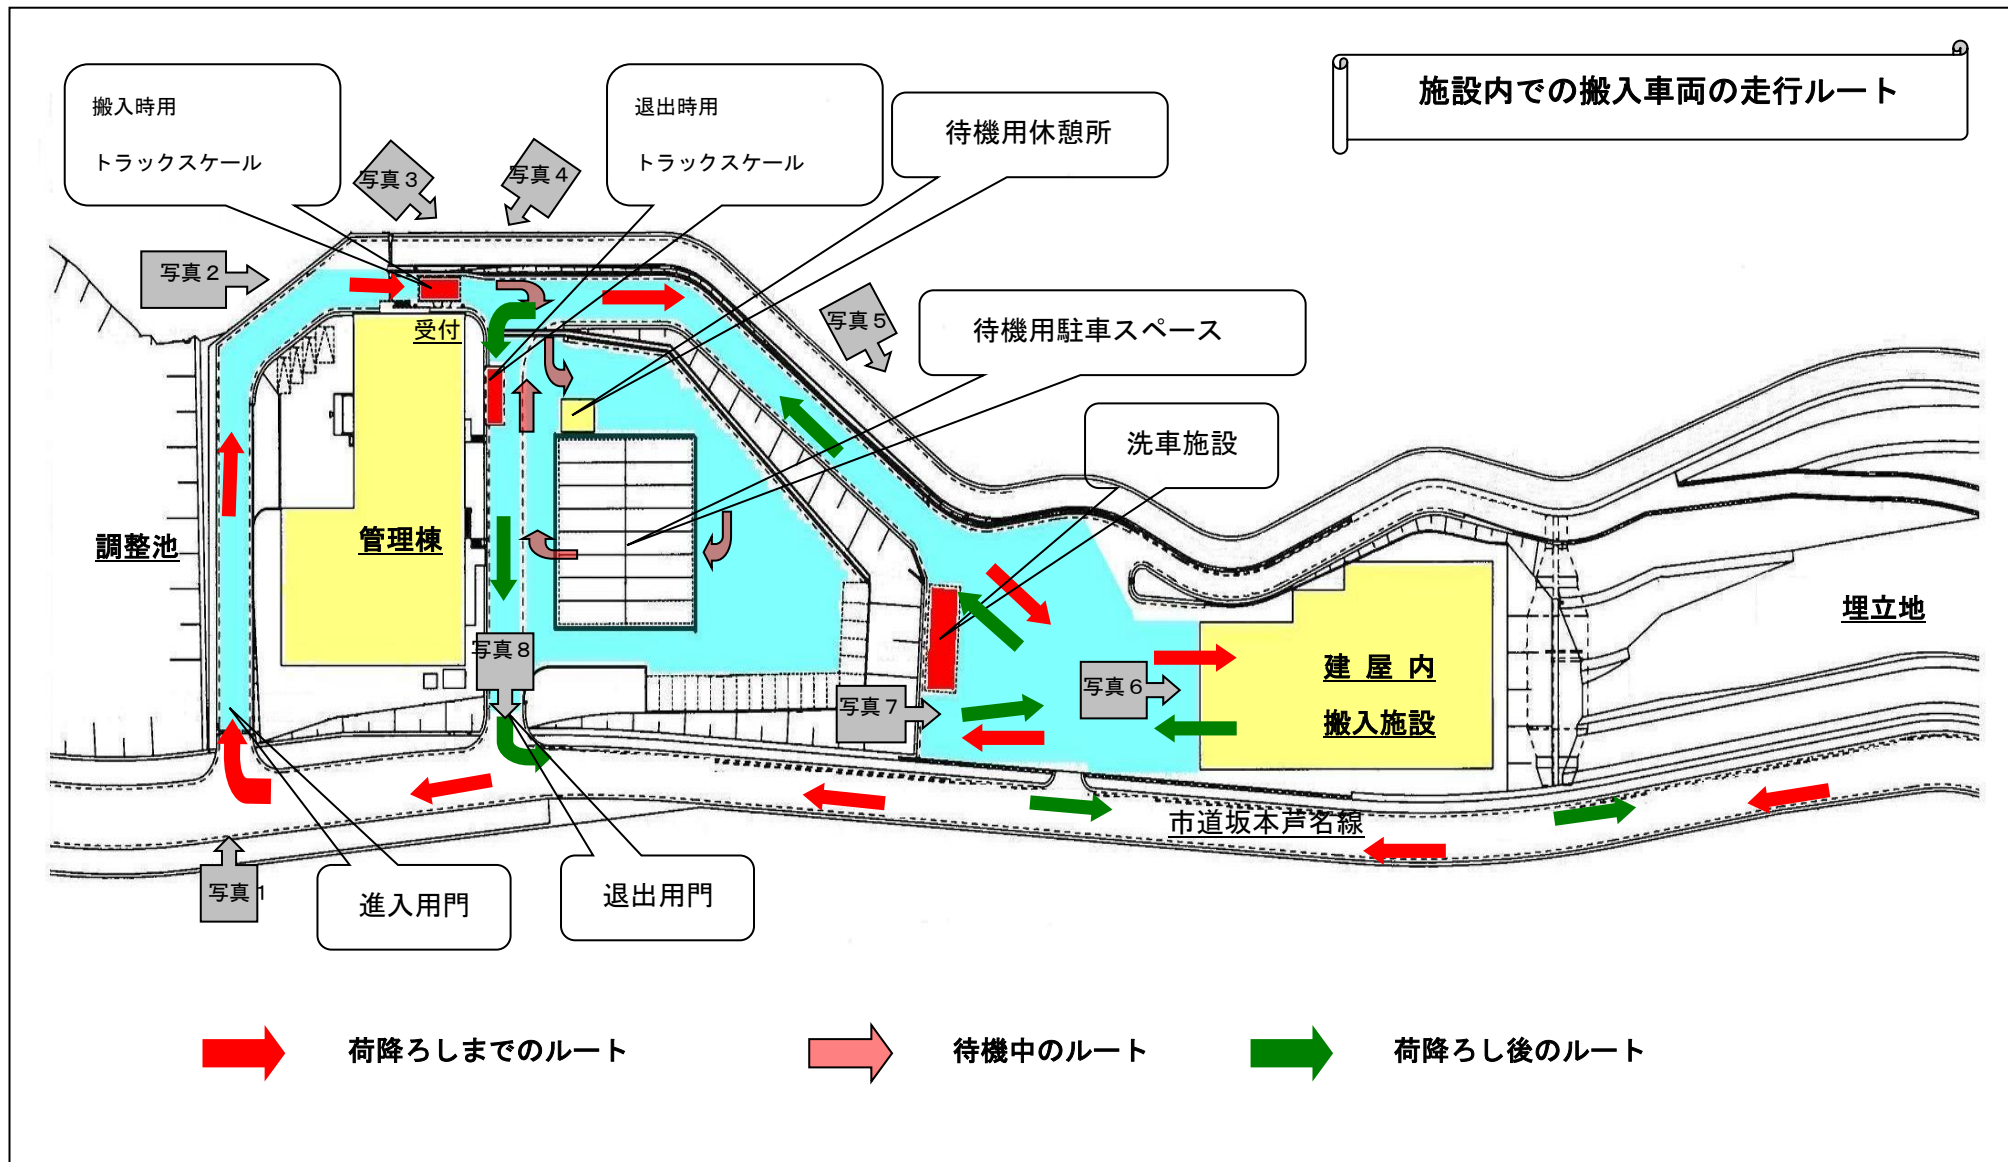 施設内での搬入車両の走行ルート
搬入時用
トラックスケール
退出時用
トラックスケール
待機用休憩所
写真３
写真４
写真２
写真５
待機用駐車スペース
受付
洗車施設
調整池
管理棟
埋立地
写真８
写真６
写真７
建屋内
搬入施設
市道坂本芦名線
写真１
進入用門
退出用門
荷降ろしまでのルート
待機中のルート
荷降ろし後のルート